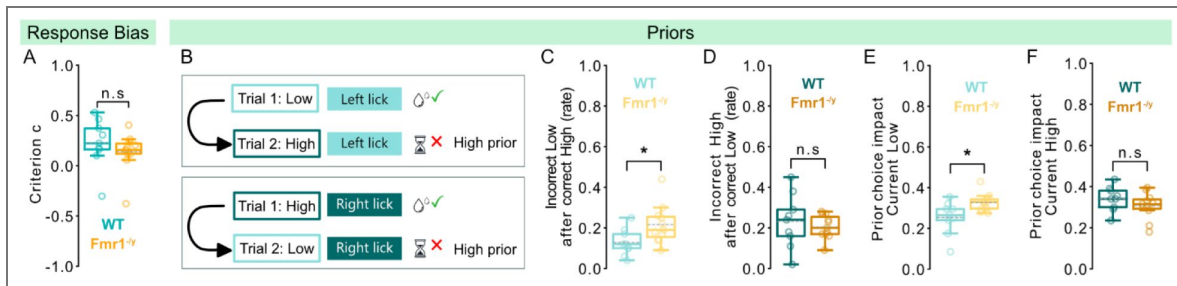 Response Bias
Priors
A
1.0
0.5
0.0
-0.5
-1.0
Criterion c
n.s
WT
Fmr1-/y
B
Trial 1: Low
Left lick
✓
Trial 2: High
Left lick
✕
High prior
Trial 1: High
Right lick
✓
Trial 2: Low
Right lick
✕
High prior
C
1.0
0.8
0.6
0.4
0.2
0.0
Incorrect Low
after correct High (rate)
WT
Fmr1-/y
*
D
1.0
0.8
0.6
0.4
0.2
0.0
Incorrect High
after correct Low (rate)
WT
Fmr1-/y
n.s
E
1.0
0.8
0.6
0.4
0.2
0.0
Prior choice impact
Current Low
WT
Fmr1-/y
*
F
1.0
0.8
0.6
0.4
0.2
0.0
Prior choice impact
Current High
WT
Fmr1-/y
n.s